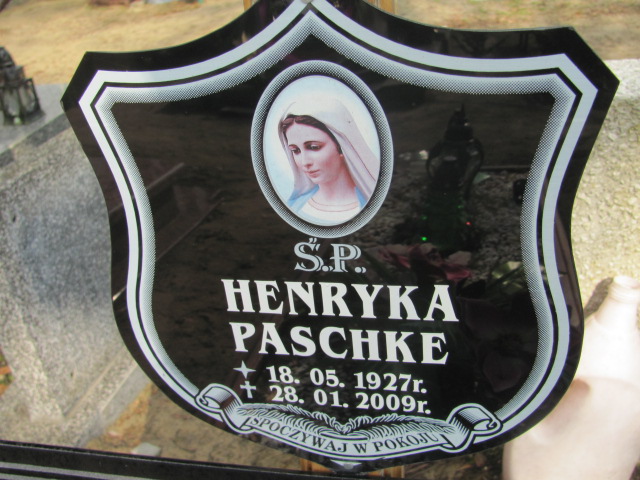 Ś.P.
HENRYKA
PASCHKE
18. 05. 1927r.
28. 01. 2009r.
SPOCZYWAJ W POKOJU